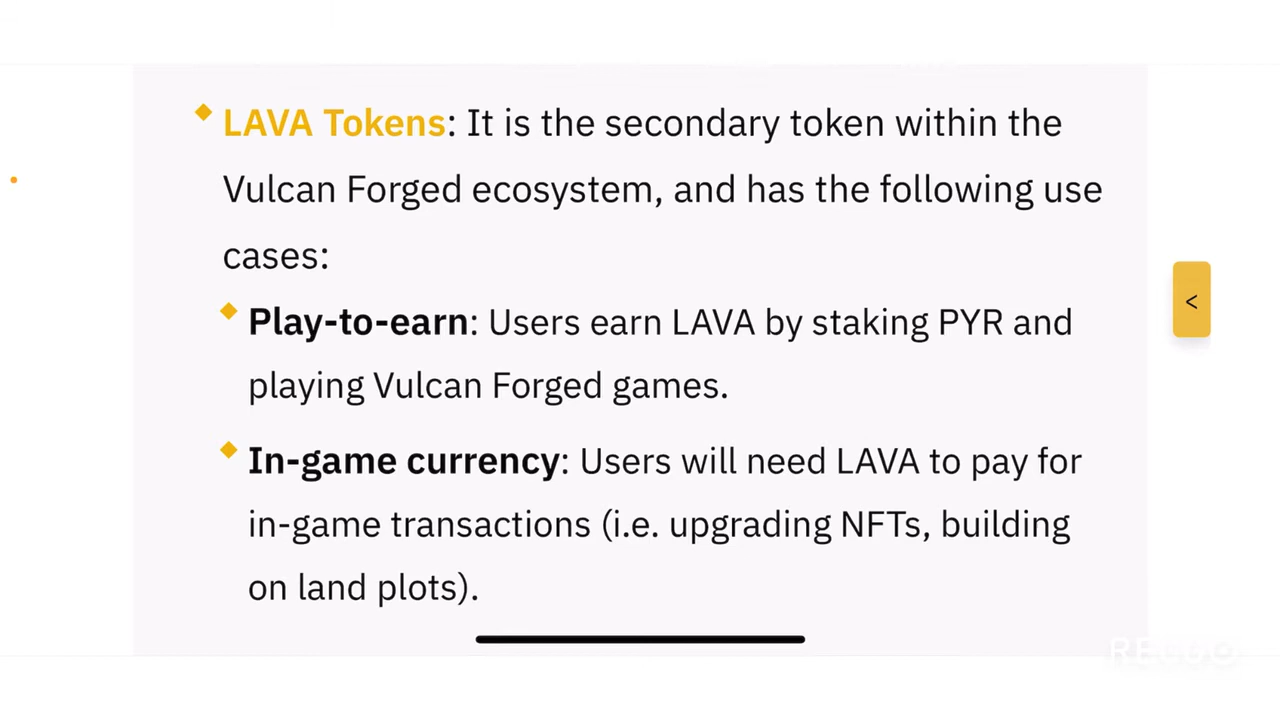 LAVA Tokens: It is the secondary token within the
Vulcan Forged ecosystem, and has the following use
cases:
Play-to-earn: Users earn LAVA by staking PYR and
playing Vulcan Forged games.
<
In-game currency: Users will need LAVA to pay for
in-game transactions (i.e. upgrading NFTs, building
on land plots).